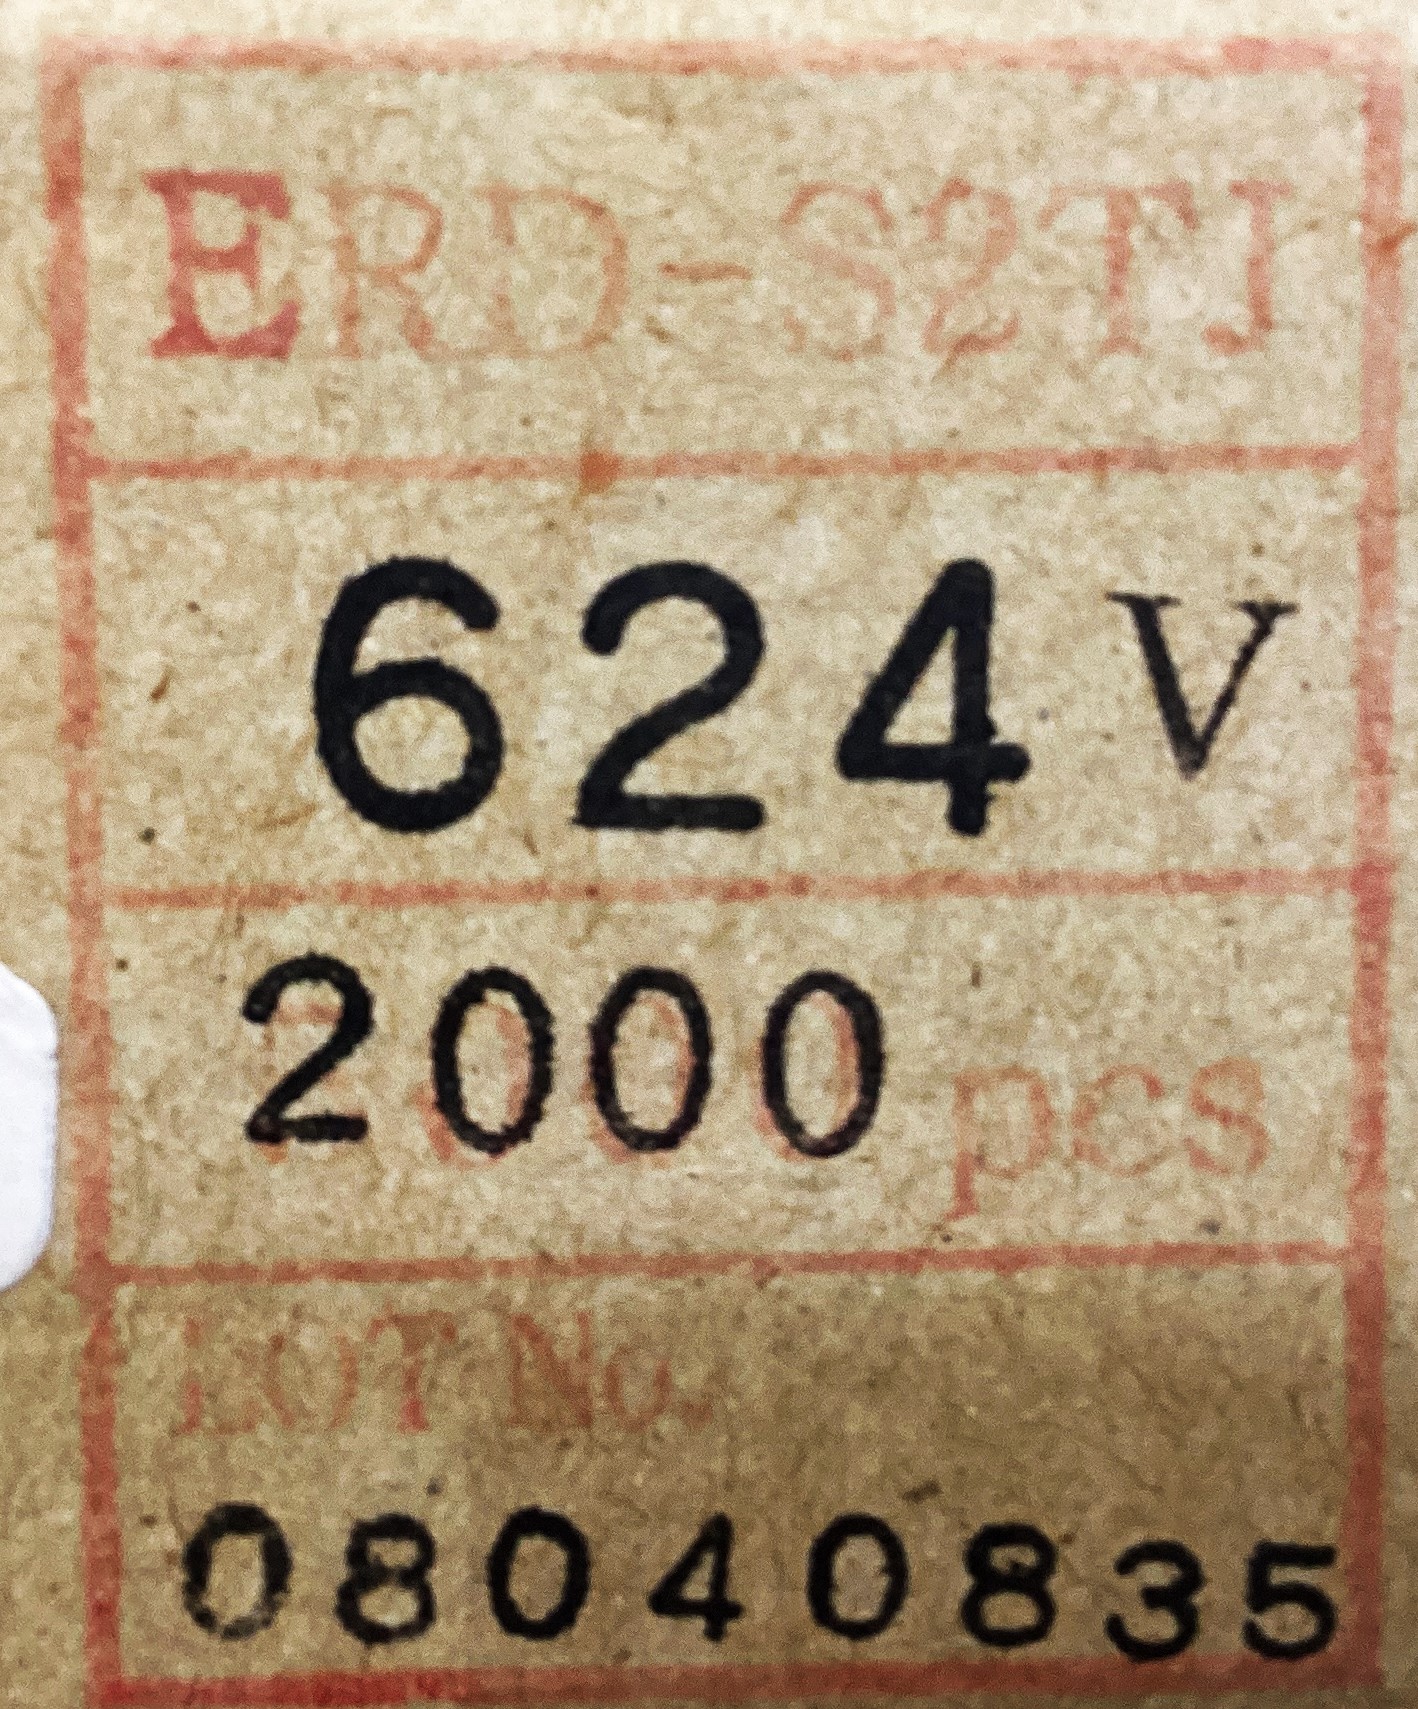 ERD-S2TJ
624 V
2000 pcs
LOT No.
08040835